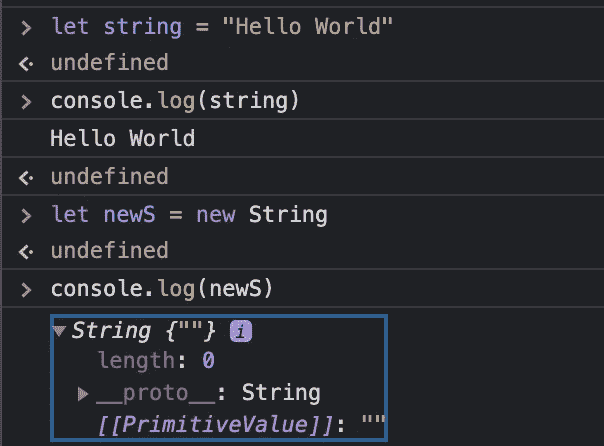 > let string = "Hello World"
<· undefined
> console.log(string)
Hello World
<· undefined
> let newS = new String
<· undefined
> console.log(newS)
▼String {""} i
length: 0
▶__proto__: String
[[PrimitiveValue]]: ""